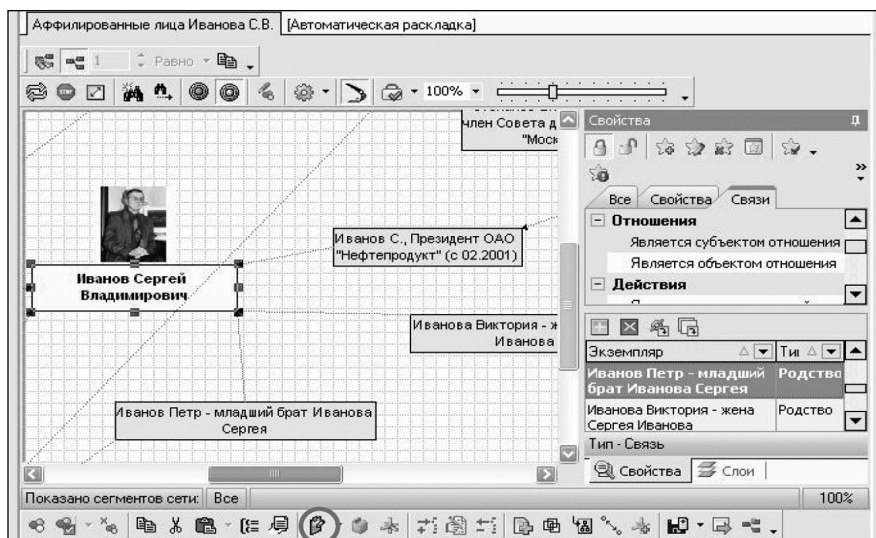 Аффилированные лица Иванова С.В. [Автоматическая раскладка]
1 Равно
100%
член Совета д
"Моск
Иванов С., Президент ОАО
"Нефтепродукт" (с 02.2001)
Иванов Сергей
Владимирович
Иванова Виктория - же
Иванова
Иванов Петр - младший брат Иванова
Сергея
Свойства
Все Свойства Связи
Отношения
Является субъектом отношения
Является объектом отношения
Действия
Экземпляр Тип
Иванов Петр - младший Родство
брат Иванова Сергея
Иванова Виктория - жена Родство
Сергея Иванова
Тип - Связь
Свойства Слои
Показано сегментов сети: Все 100%